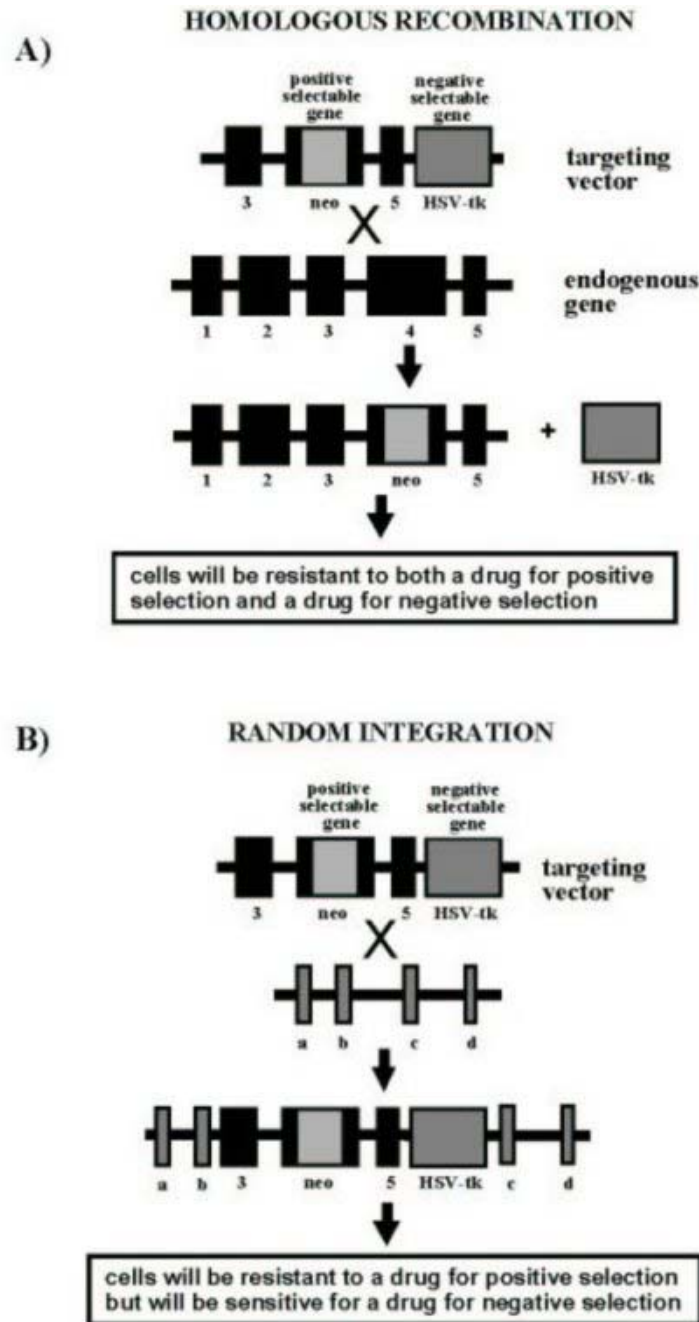 HOMOLOGOUS RECOMBINATION
A)
positive
selectable
gene
negative
selectable
gene
targeting
vector
3 neo 5 HSV-tk
endogenous
gene
1 2 3 4 5
+
1 2 3 neo 5 HSV-tk
cells will be resistant to both a drug for positive
selection and a drug for negative selection
B)
RANDOM INTEGRATION
positive
selectable
gene
negative
selectable
gene
targeting
vector
3 neo 5 HSV-tk
a b c d
a b 3 neo 5 HSV-tk c d
cells will be resistant to a drug for positive selection
but will be sensitive for a drug for negative selection